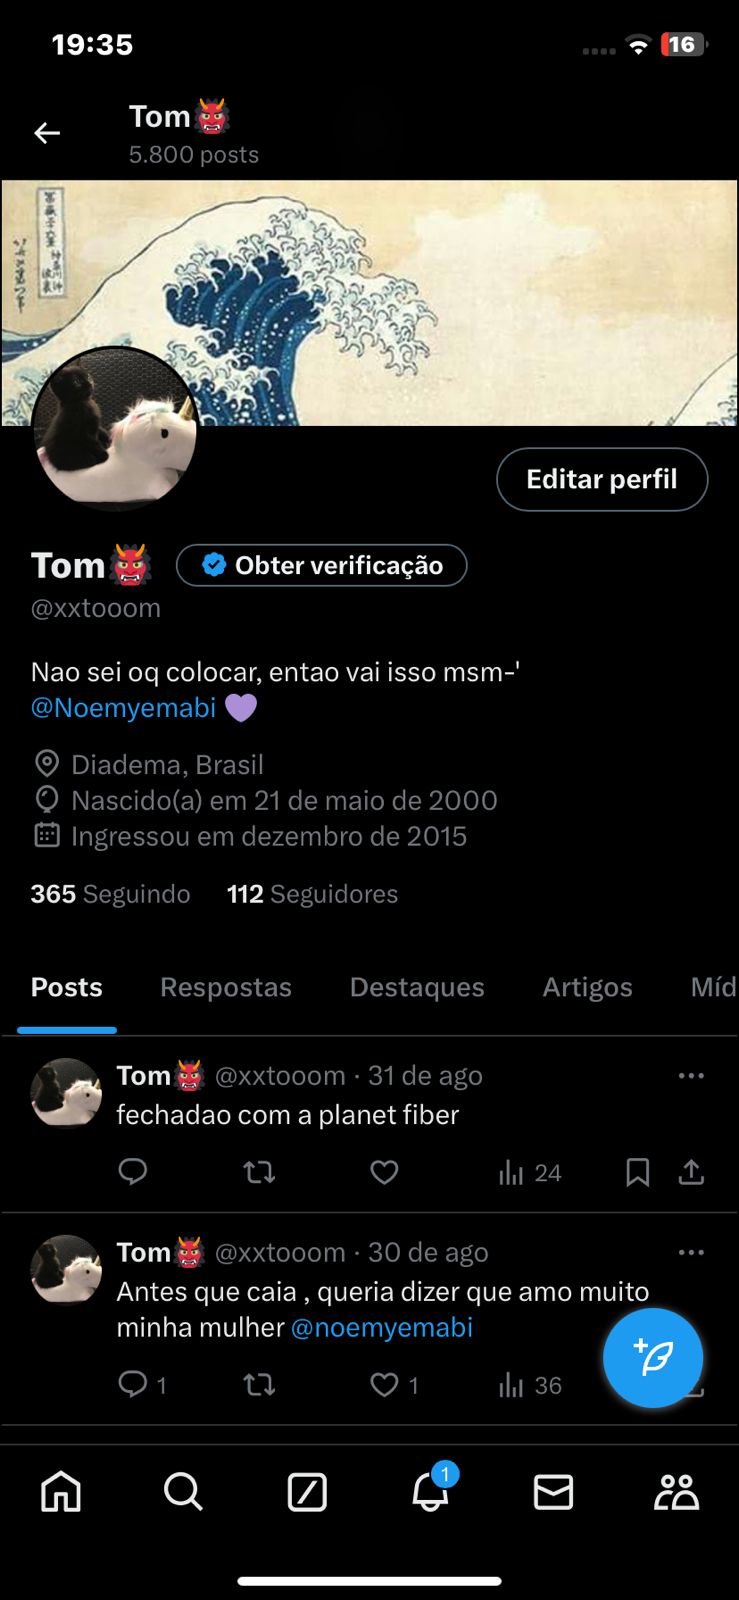 19:35
16
Tom👹
5.800 posts
Editar perfil
Tom👹 Obter verificação
@xxtooom
Nao sei oq colocar, entao vai isso msm-'
@Noemyemabi 💜
Diadema, Brasil
Nascido(a) em 21 de maio de 2000
Ingressou em dezembro de 2015
365 Seguindo 112 Seguidores
Posts Respostas Destaques Artigos Míd
Tom👹 @xxtooom · 31 de ago
fechadao com a planet fiber
24
Tom👹 @xxtooom · 30 de ago
Antes que caia , queria dizer que amo muito
minha mulher @noemyemabi
1 1 36
1